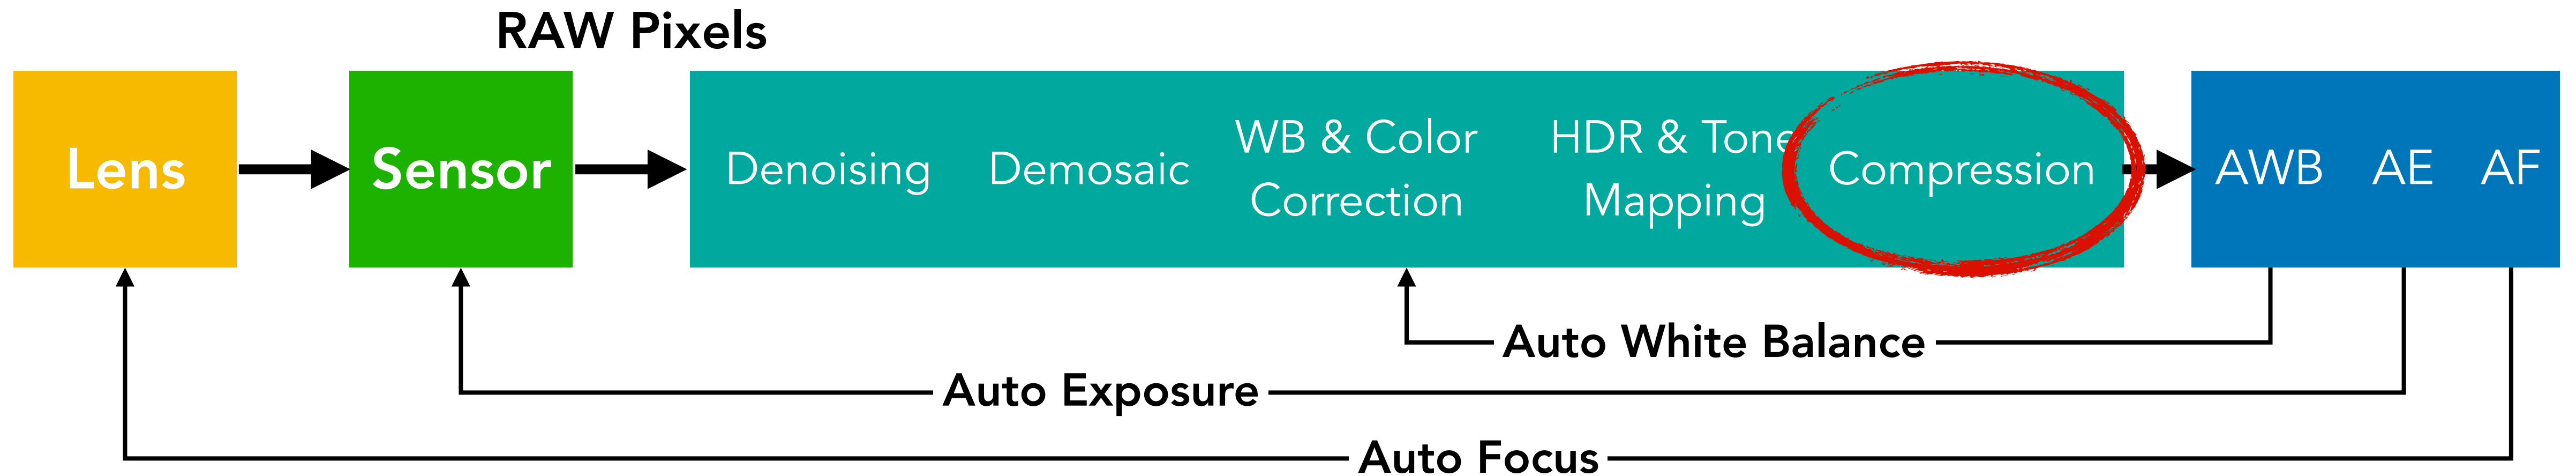 RAW Pixels
Lens
Sensor
Denoising
Demosaic
WB & Color
Correction
HDR & Tone
Mapping
Compression
AWB
AE
AF
Auto White Balance
Auto Exposure
Auto Focus